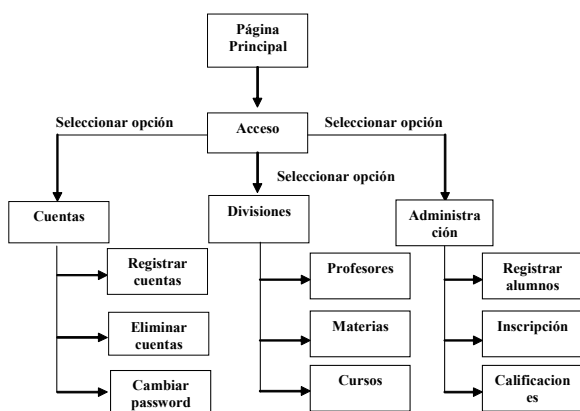 Página
Principal
Seleccionar opción
Acceso
Seleccionar opción
Seleccionar opción
Cuentas
Divisiones
Administra
ción
Registrar
cuentas
Profesores
Registrar
alumnos
Eliminar
cuentas
Materias
Inscripción
Cambiar
password
Cursos
Calificacion
es